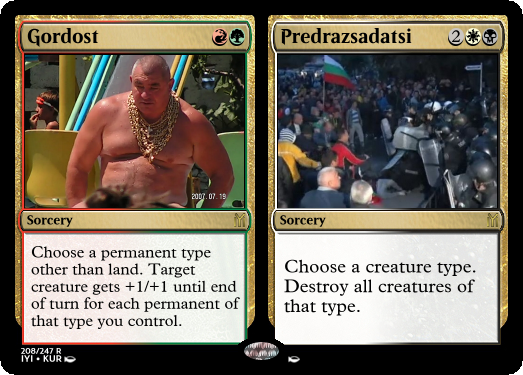 Gordost
2007.07.19
Sorcery
Choose a permanent type
other than land. Target
creature gets +1/+1 until end
of turn for each permanent of
that type you control.
208/247 R
IYI • KUR
Predrazsadatsi 2
Sorcery
Choose a creature type.
Destroy all creatures of
that type.